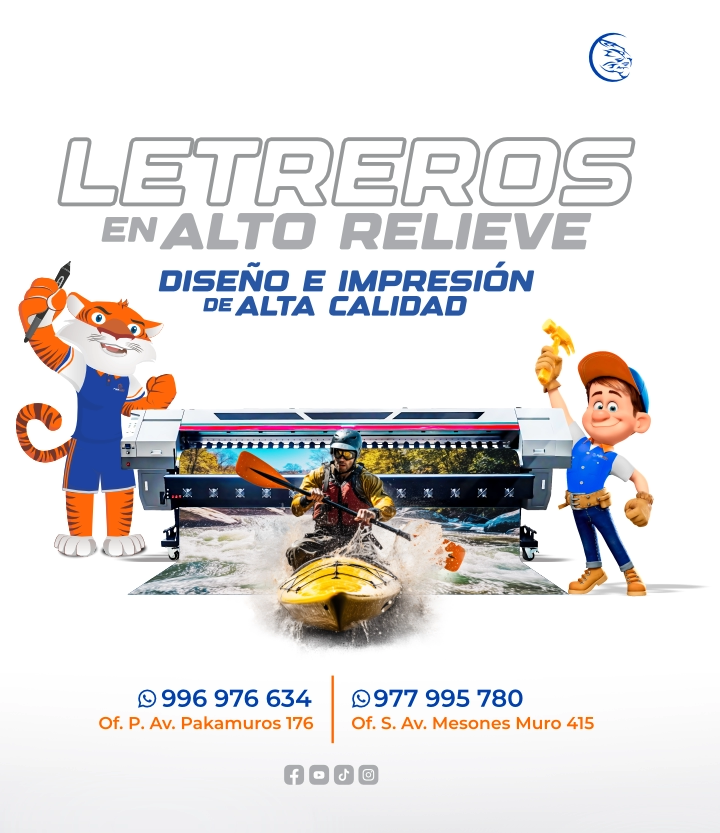 LETREROS
EN ALTO RELIEVE
DISEÑO E IMPRESIÓN
DE ALTA CALIDAD
996 976 634
Of. P. Av. Pakamuros 176
977 995 780
Of. S. Av. Mesones Muro 415